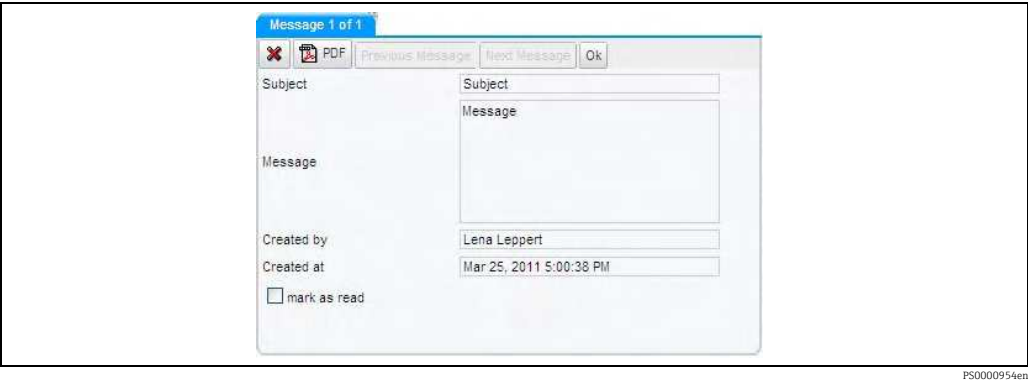 Message 1 of 1
PDF Previous Message Next Message Ok
Subject Subject
Message
Message
Created by Lena Leppert
Created at Mar 25, 2011 5:00:38 PM
mark as read
PS0000954en